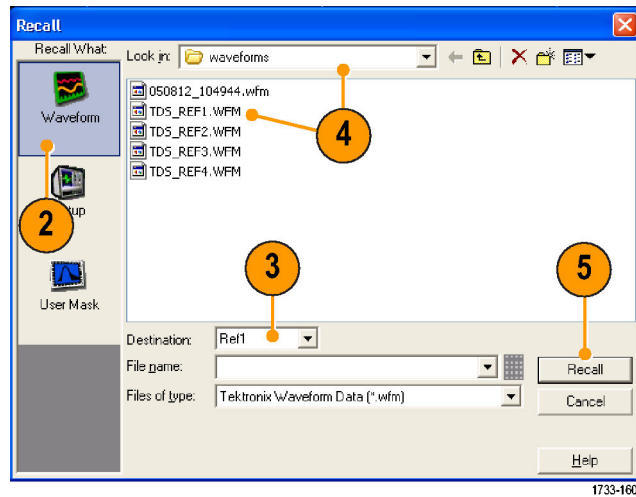 Recall
Recall What:
Look in: waveforms
Waveform
050812_104944.wfm
TDS_REF1.WFM
TDS_REF2.WFM
TDS_REF3.WFM
TDS_REF4.WFM
4
2
User Mask
3
5
Destination: Ref1
File name:
Recall
Files of type: Tektronix Waveform Data (*.wfm)
Cancel
Help
1733-160